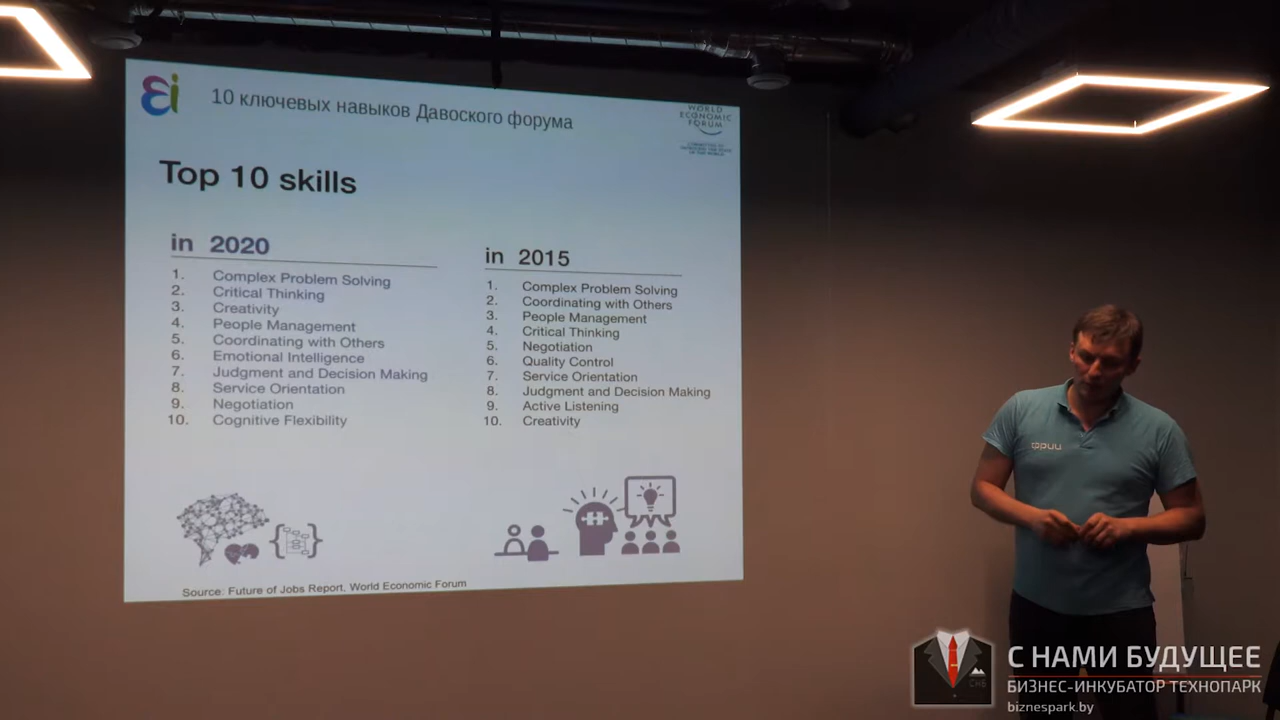 10 ключевых навыков Давоского форума
WORLD
ECONOMIC
FORUM
Top 10 skills
in 2020
1. Complex Problem Solving
2. Critical Thinking
3. Creativity
4. People Management
5. Coordinating with Others
6. Emotional Intelligence
7. Judgment and Decision Making
8. Service Orientation
9. Negotiation
10. Cognitive Flexibility
in 2015
1. Complex Problem Solving
2. Coordinating with Others
3. People Management
4. Critical Thinking
5. Negotiation
6. Quality Control
7. Service Orientation
8. Judgment and Decision Making
9. Active Listening
10. Creativity
Source: Future of Jobs Report, World Economic Forum
ФРИИ
С НАМИ БУДУЩЕЕ
БИЗНЕС-ИНКУБАТОР ТЕХНОПАРК
biznespark.by